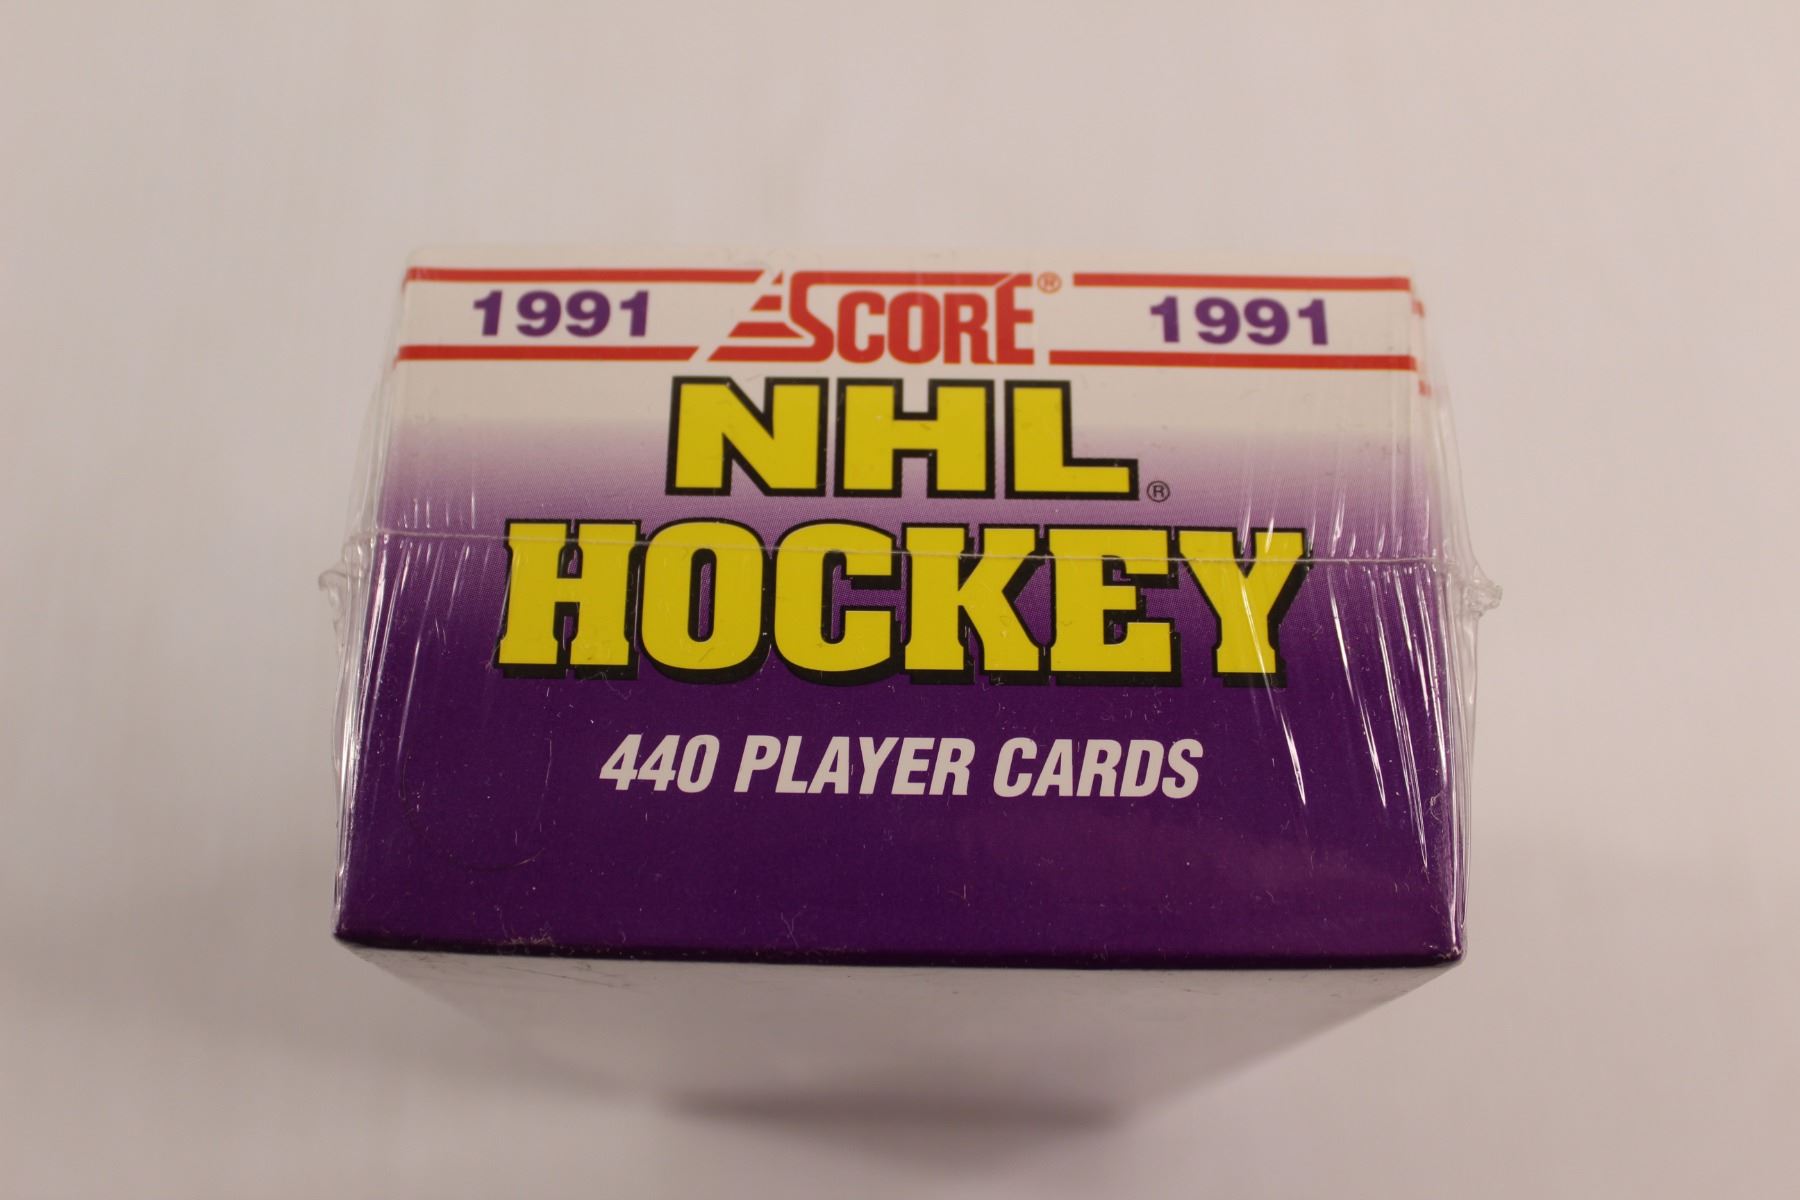 1991 SCORE® 1991
NHL®
HOCKEY
440 PLAYER CARDS